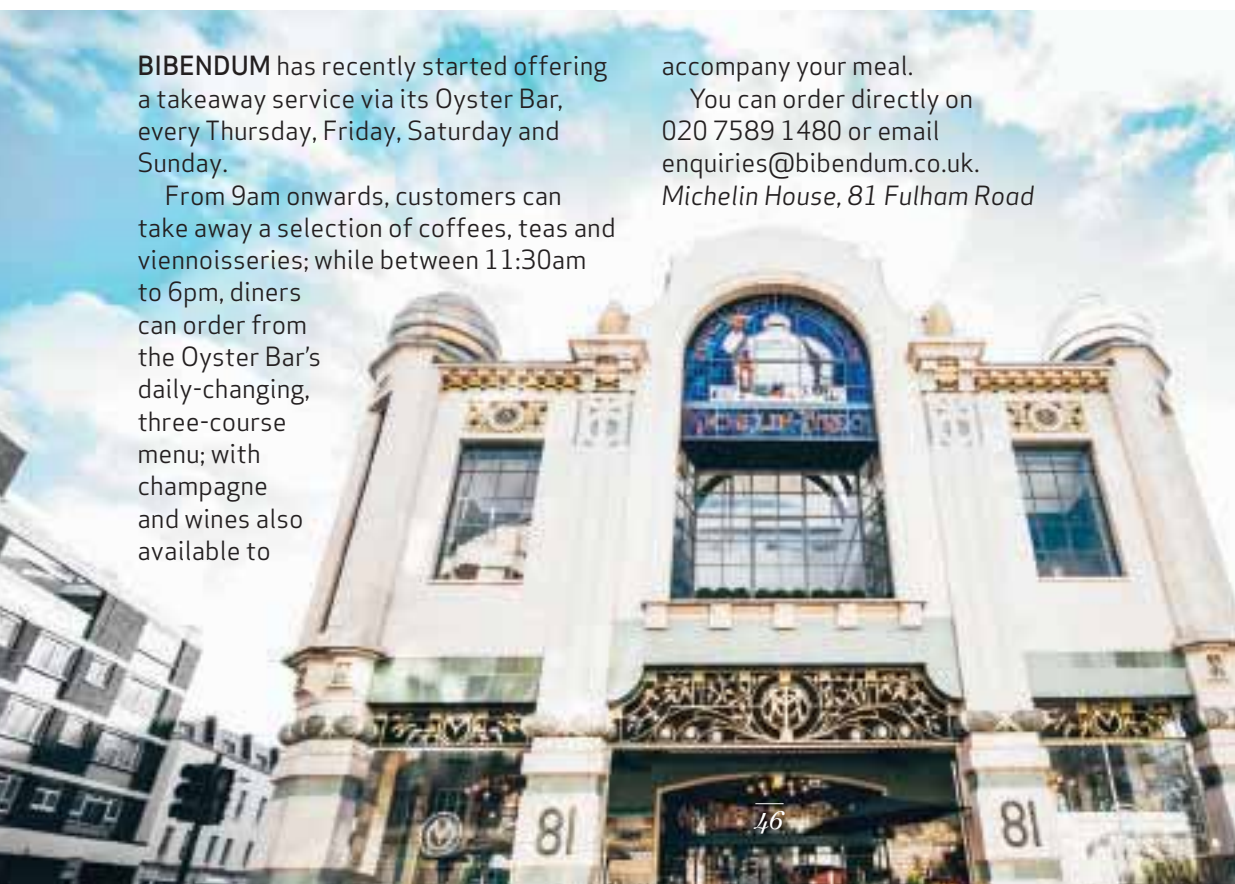 BIBENDUM has recently started offering
a takeaway service via its Oyster Bar,
every Thursday, Friday, Saturday and
Sunday.
From 9am onwards, customers can
take away a selection of coffees, teas and
viennoisseries; while between 11:30am
to 6pm, diners
can order from
the Oyster Bar’s
daily-changing,
three-course
menu; with
champagne
and wines also
available to
accompany your meal.
You can order directly on
020 7589 1480 or email
enquiries@bibendum.co.uk.
Michelin House, 81 Fulham Road
81
81
46